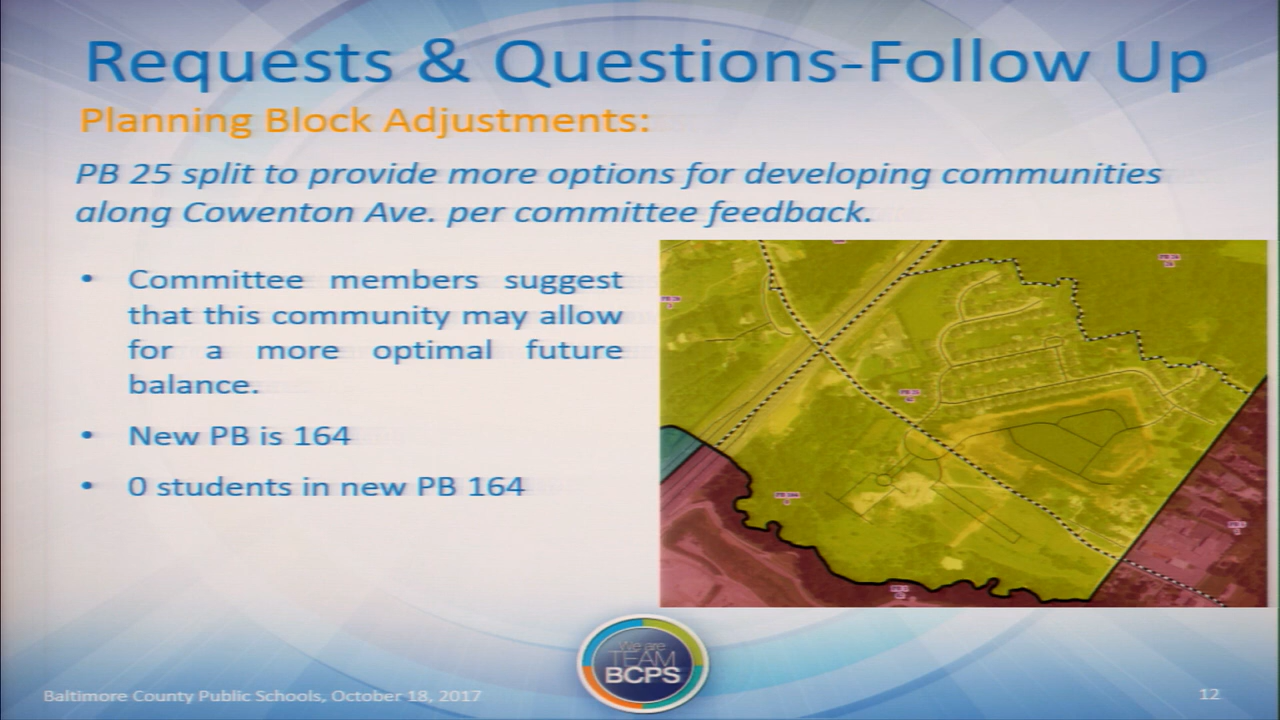 Requests & Questions-Follow Up
Planning Block Adjustments:
PB 25 split to provide more options for developing communities
along Cowenton Ave. per committee feedback.
• Committee members suggest
that this community may allow
for a more optimal future
balance.
• New PB is 164
• 0 students in new PB 164
We are
TEAM
BCPS
Baltimore County Public Schools, October 18, 2017
12